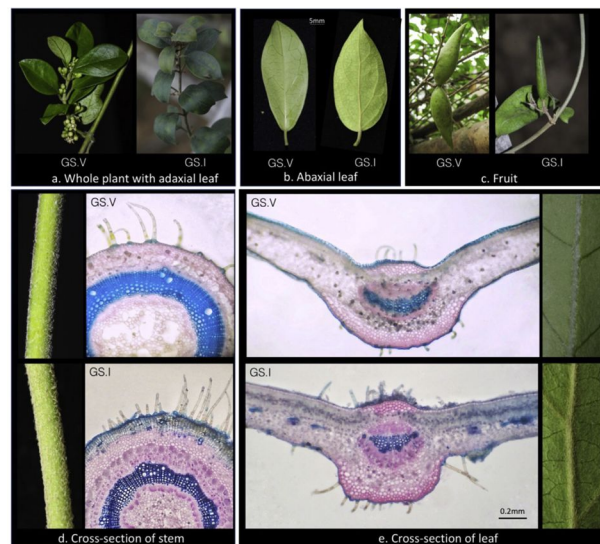 5mm
GS.V
GS.I
a. Whole plant with adaxial leaf
GS.V
GS.I
b. Abaxial leaf
GS.V
GS.I
c. Fruit
GS.V
GS.I
d. Cross-section of stem
GS.V
GS.I
0.2mm
e. Cross-section of leaf